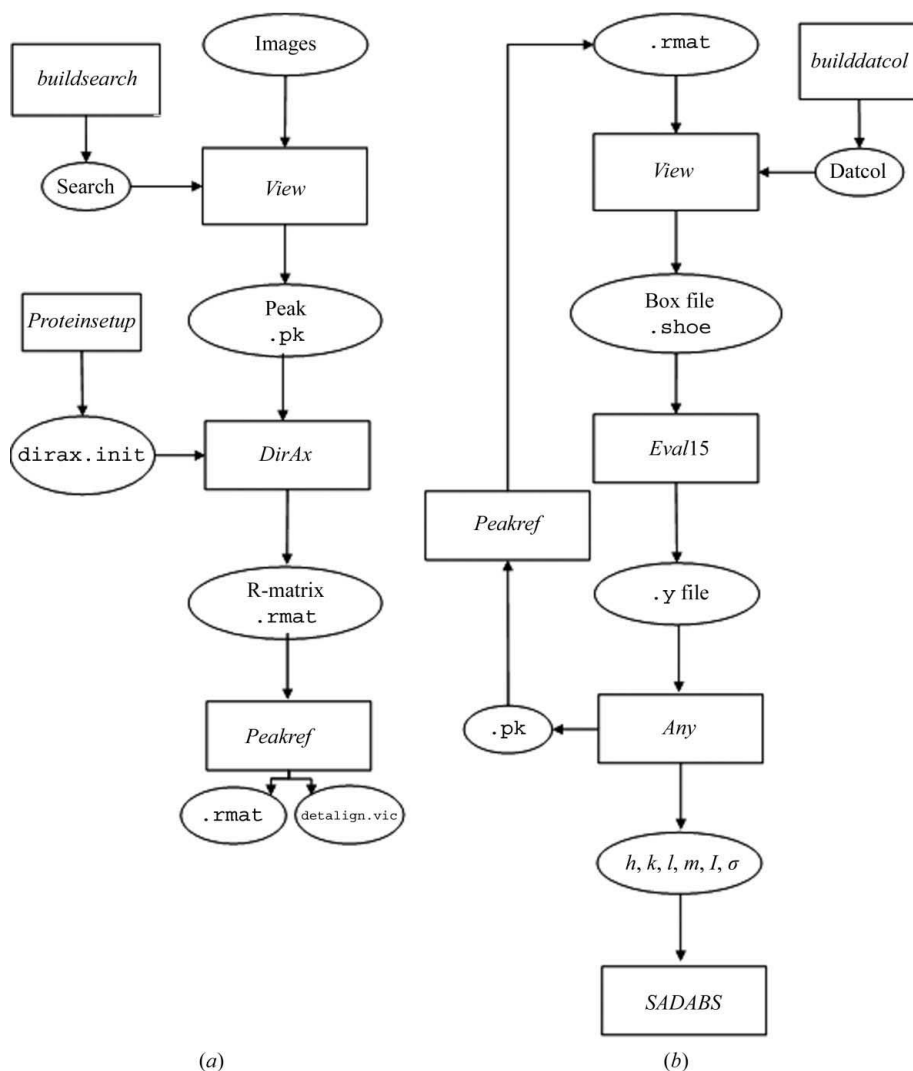 Images
buildsearch
Search
View
Peak
.pk
Proteinsetup
dirax.init
DirAx
R-matrix
.rmat
Peakref
.rmat
detalign.vic
(a)
.rmat
builddatcol
View
Datcol
Box file
.shoe
Eval15
Peakref
.y file
.pk
Any
h, k, l, m, I, σ
SADABS
(b)